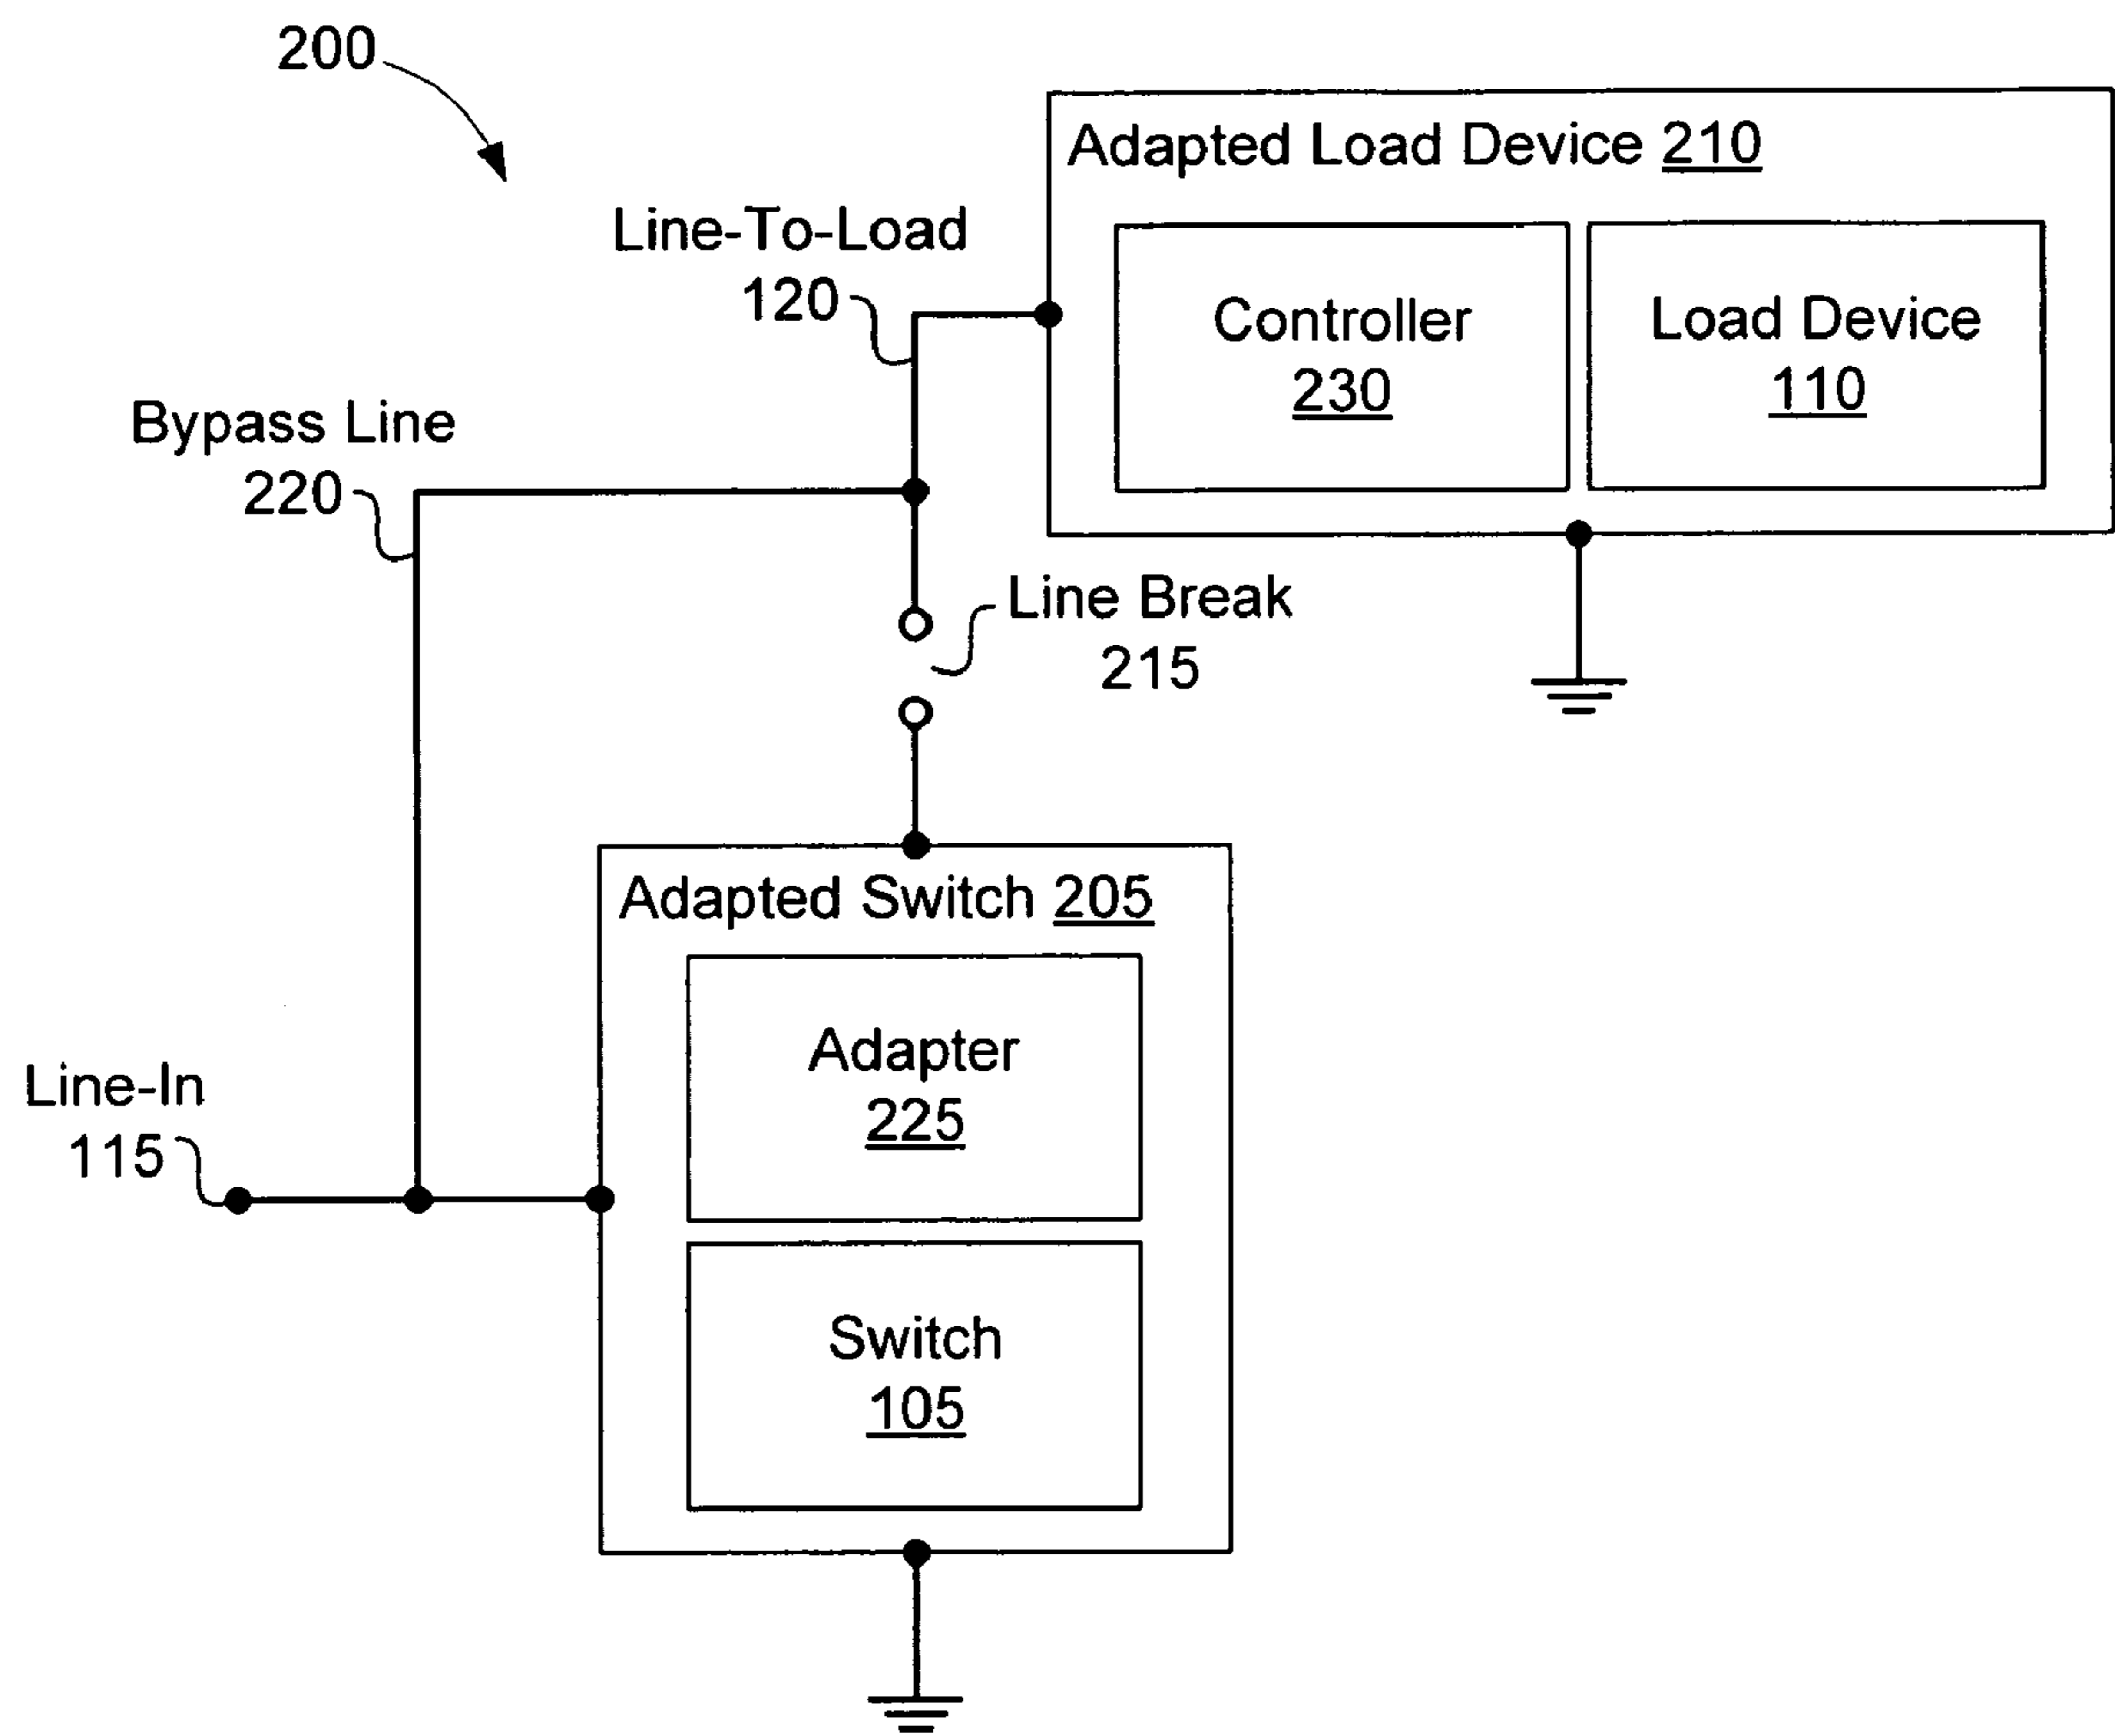 200
Adapted Load Device 210
Line-To-Load
120
Controller
230
Load Device
110
Bypass Line
220
Line Break
215
Adapted Switch 205
Adapter
225
Line-In
115
Switch
105